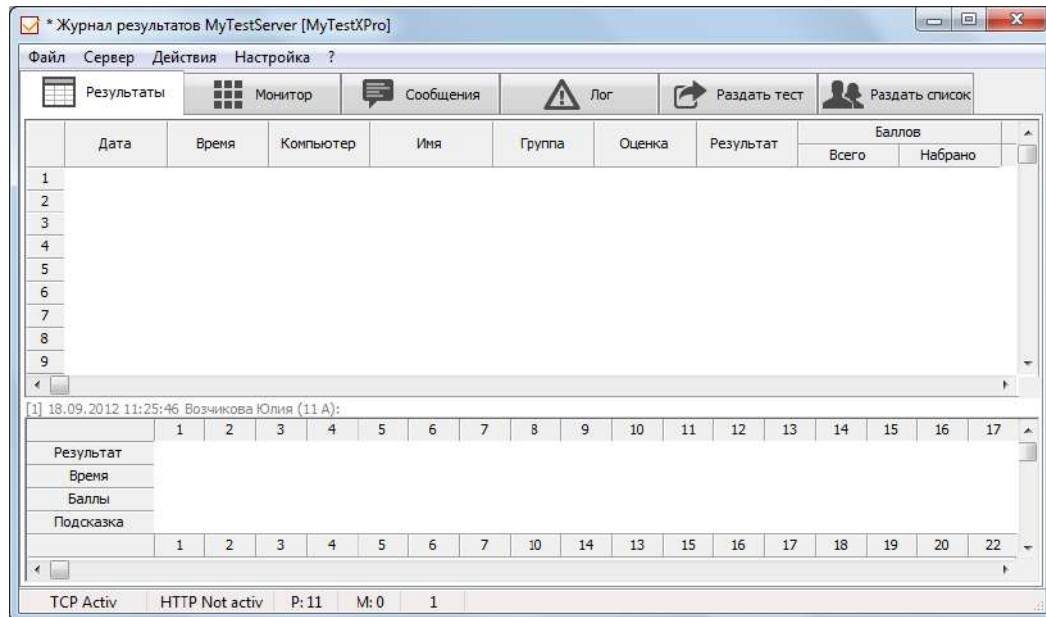 * Журнал результатов MyTestServer [MyTestXPro]
Файл Сервер Действия Настройка ?
Результаты Монитор Сообщения Лог Раздать тест Раздать список
Дата Время Компьютер Имя Группа Оценка Результат Баллов
Всего Набрано
1
2
3
4
5
6
7
8
9
[1] 18.09.2012 11:25:46 Возчикова Юлия (11 А):
1 2 3 4 5 6 7 8 9 10 11 12 13 14 15 16 17
Результат
Время
Баллы
Подсказка
1 2 3 4 5 6 7 10 14 13 15 16 17 18 19 20 22
TCP Activ HTTP Not activ P: 11 M: 0 1